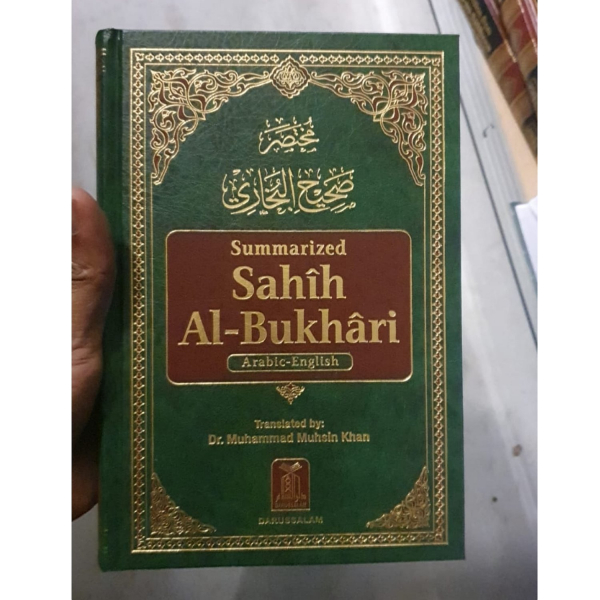 مختصر
صحيح البخاري
Summarized
Sahîh
Al-Bukhâri
Arabic-English
Translated by:
Dr. Muhammad Muhsin Khan
DARUSSALAM